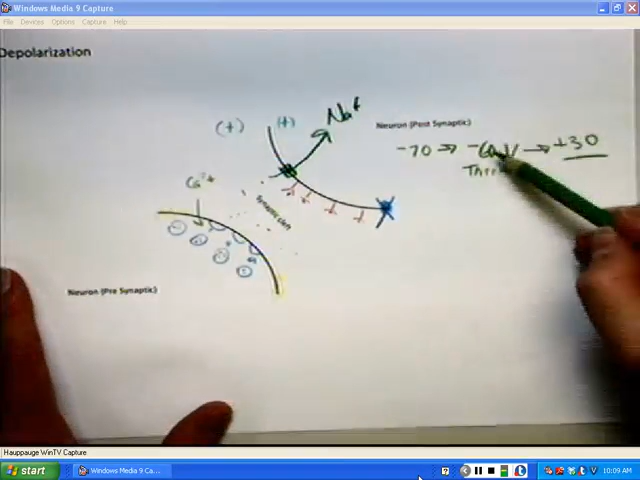 Windows Media 9 Capture
File Devices Options Capture Help
Depolarization
Na+
(+) (+)
Neuron (Post Synaptic)
-70 → → +30
Ca2+
Synaptic cleft
Neuron (Pre Synaptic)
Hauppauge WinTV Capture
start
Windows Media 9 Ca...
10:09 AM